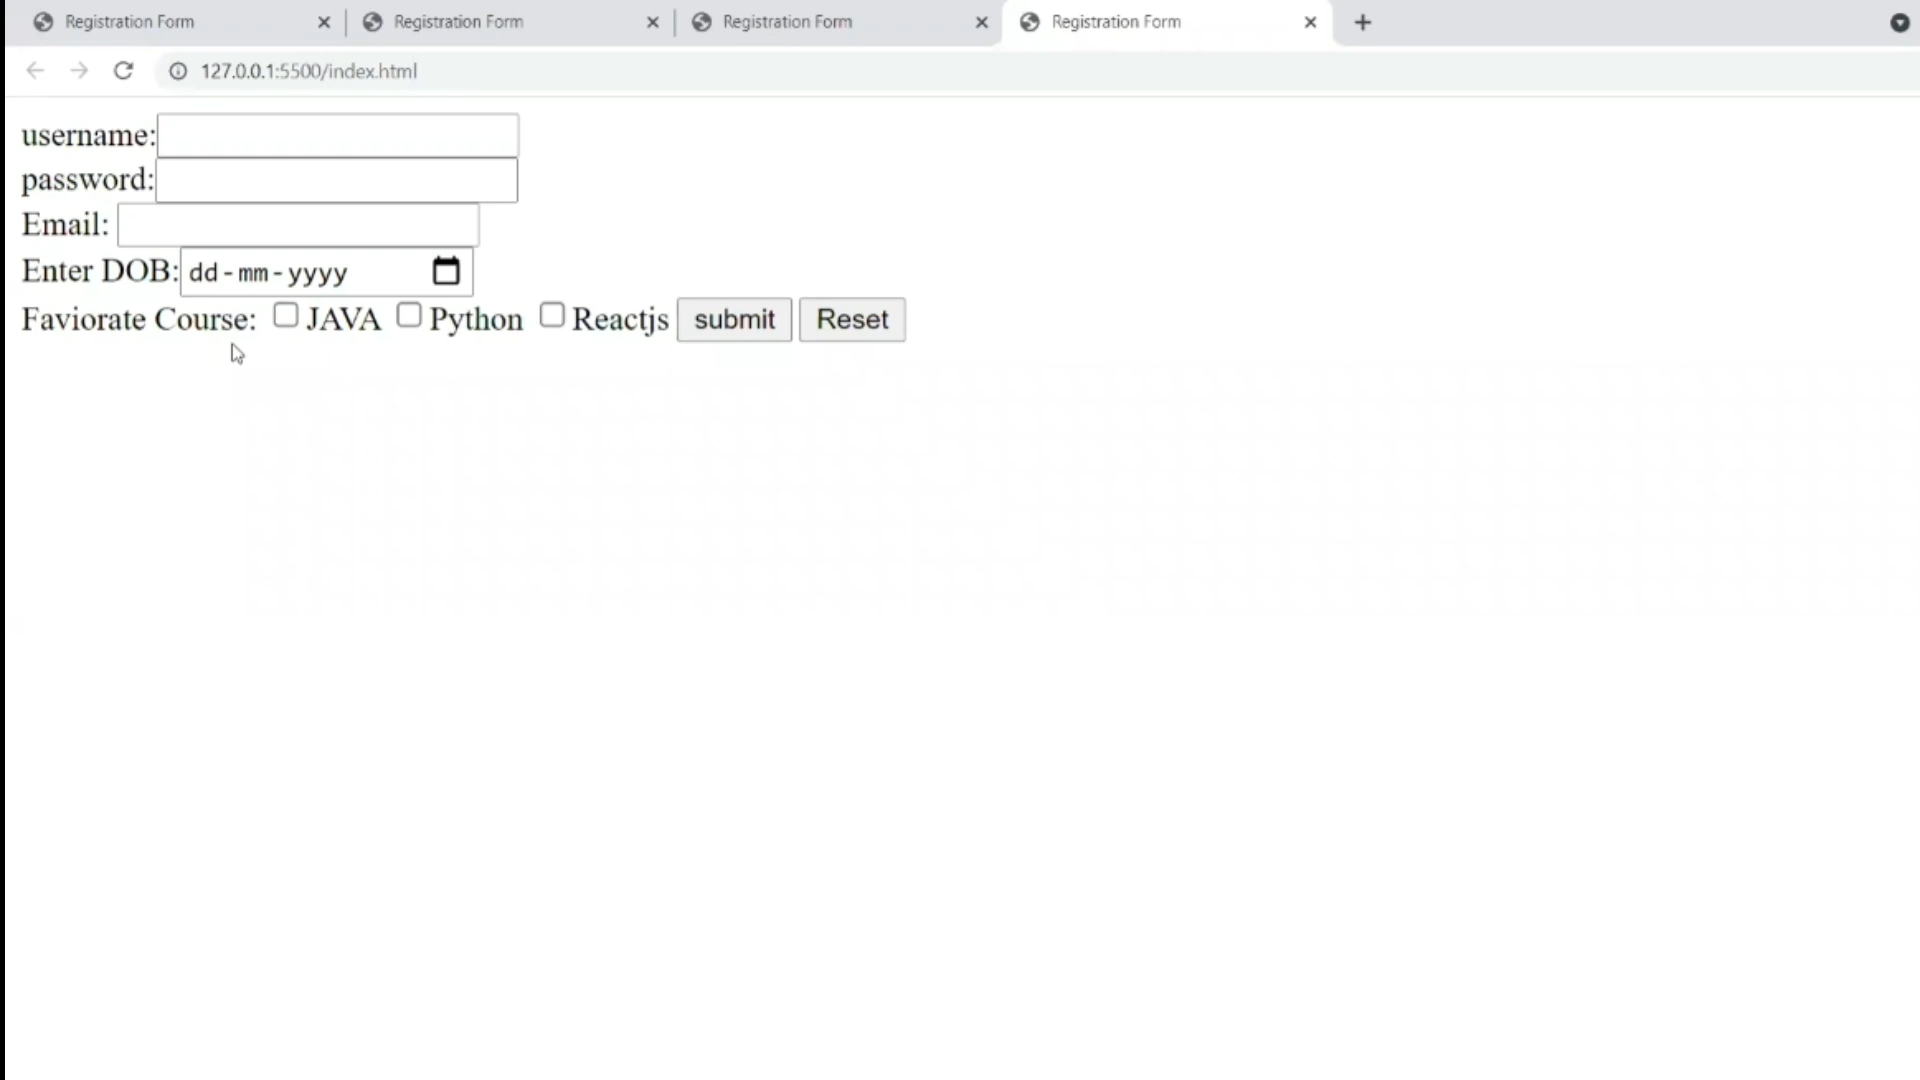 Registration Form Registration Form Registration Form Registration Form
127.0.0.1:5500/index.html
username:
password:
Email:
Enter DOB: dd-mm-yyyy
Faviorate Course: JAVA Python Reactjs submit Reset